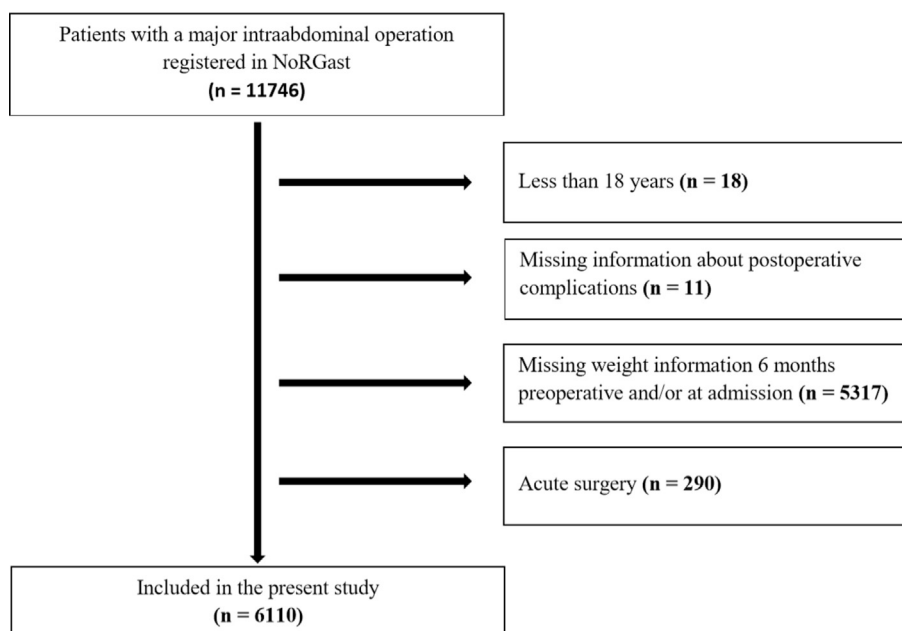 Patients with a major intraabdominal operation
registered in NoRGast
(n = 11746)
Less than 18 years (n = 18)
Missing information about postoperative
complications (n = 11)
Missing weight information 6 months
preoperative and/or at admission (n = 5317)
Acute surgery (n = 290)
Included in the present study
(n = 6110)